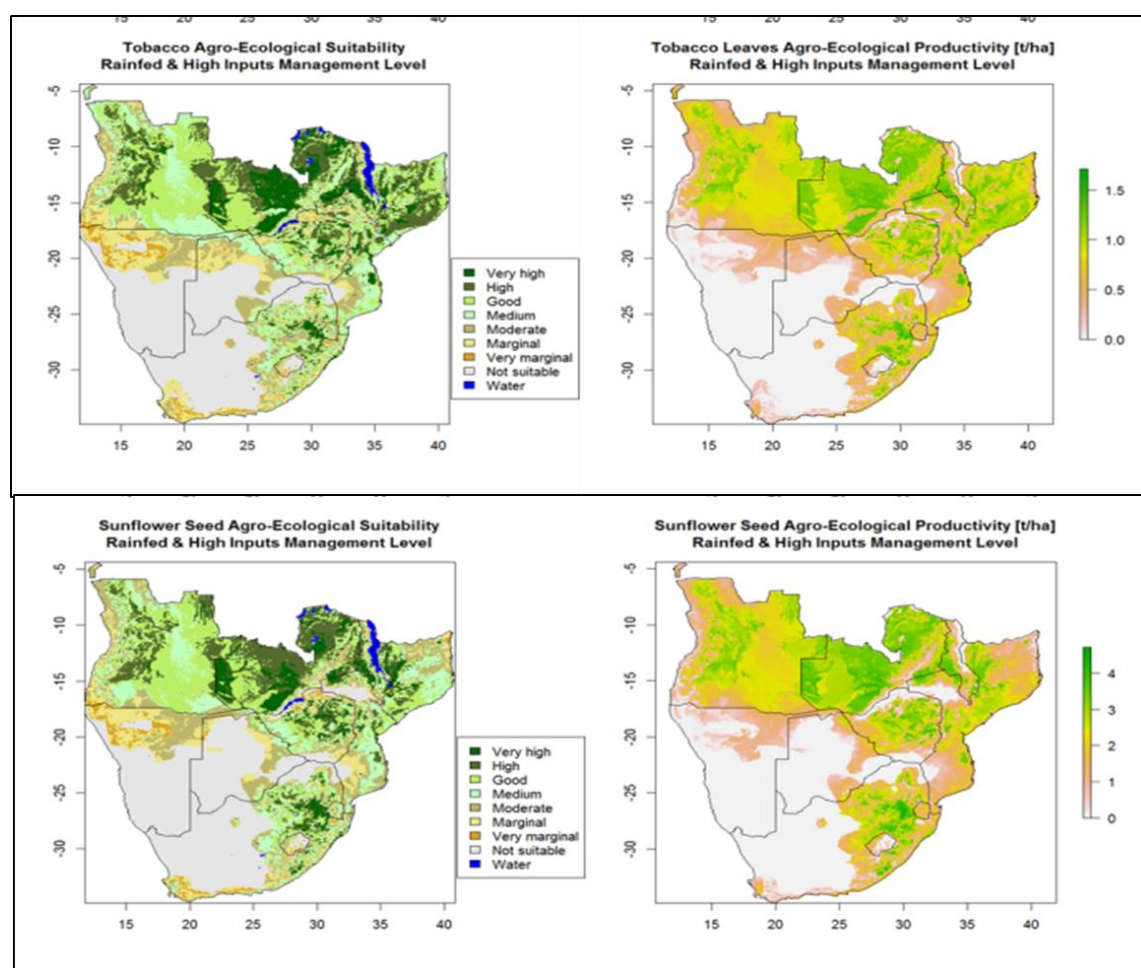 15 20 25 30 35 40
15 20 25 30 35 40
Tobacco Agro-Ecological Suitability
Rainfed & High Inputs Management Level
-5
-10
-15
-20
-25
-30
15 20 25 30 35 40
Very high
High
Good
Medium
Moderate
Marginal
Very marginal
Not suitable
Water
Tobacco Leaves Agro-Ecological Productivity [t/ha]
Rainfed & High Inputs Management Level
-5
-10
-15
-20
-25
-30
15 20 25 30 35 40
1.5
1.0
0.5
0.0
Sunflower Seed Agro-Ecological Suitability
Rainfed & High Inputs Management Level
-5
-10
-15
-20
-25
-30
15 20 25 30 35 40
Very high
High
Good
Medium
Moderate
Marginal
Very marginal
Not suitable
Water
Sunflower Seed Agro-Ecological Productivity [t/ha]
Rainfed & High Inputs Management Level
-5
-10
-15
-20
-25
-30
15 20 25 30 35 40
4
3
2
1
0